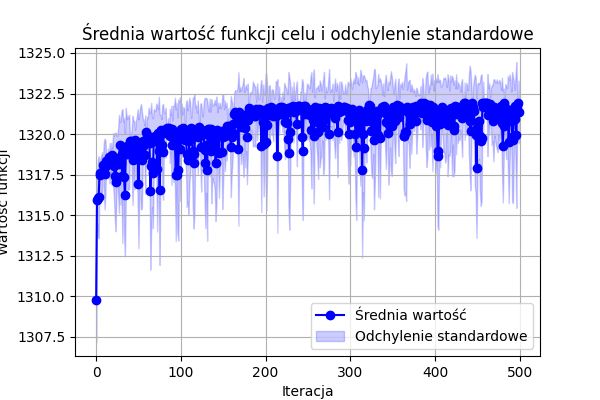 Średnia wartość funkcji celu i odchylenie standardowe
1325.0
1322.5
1320.0
1317.5
1315.0
1312.5
1310.0
1307.5
Wartość funkcji
0
100
200
300
400
500
Iteracja
Średnia wartość
Odchylenie standardowe